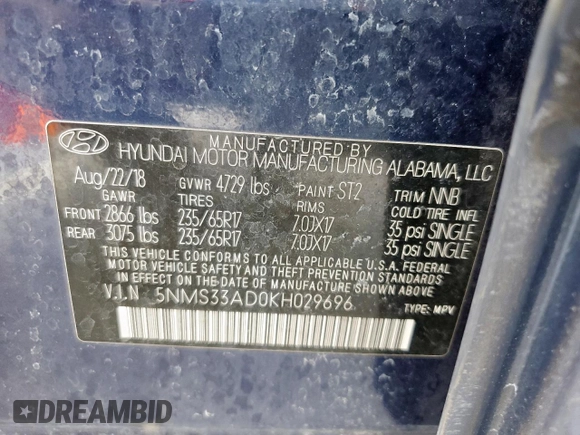 MANUFACTURED BY
HYUNDAI MOTOR MANUFACTURING ALABAMA, LLC
Aug/22/18 GVWR 4729 lbs PAINT ST2 TRIM NNB
GAWR TIRES RIMS COLD TIRE INFL
FRONT 2866 lbs 235/65R17 7.0JX17 35 psi SINGLE
REAR 3075 lbs 235/65R17 7.0JX17 35 psi SINGLE
THIS VEHICLE CONFORMS TO ALL APPLICABLE U.S.A. FEDERAL
MOTOR VEHICLE SAFETY AND THEFT PREVENTION STANDARDS
IN EFFECT ON THE DATE OF MANUFACTURE SHOWN ABOVE
V.I.N 5NMS33AD0KH029696 TYPE: MPV
DREAMBID